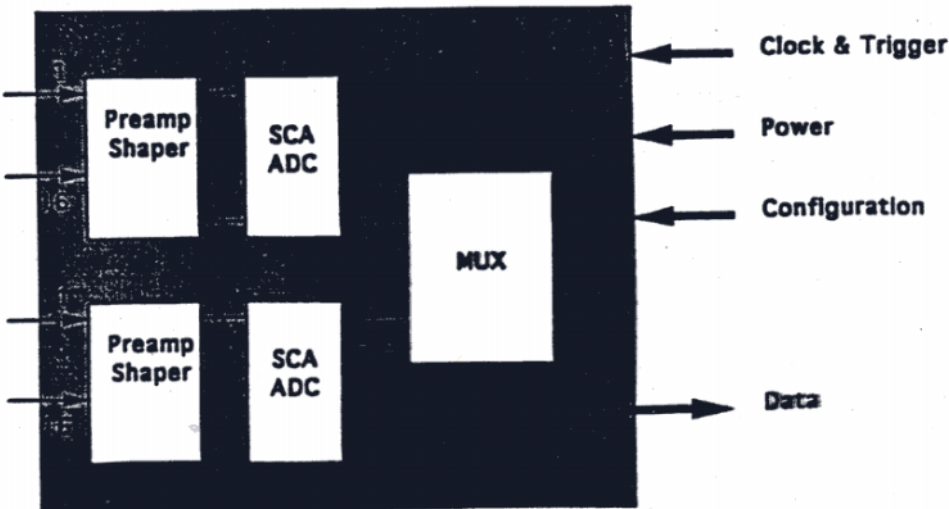 Clock & Trigger
Preamp
Shaper
SCA
ADC
Power
Configuration
MUX
Preamp
Shaper
SCA
ADC
Data